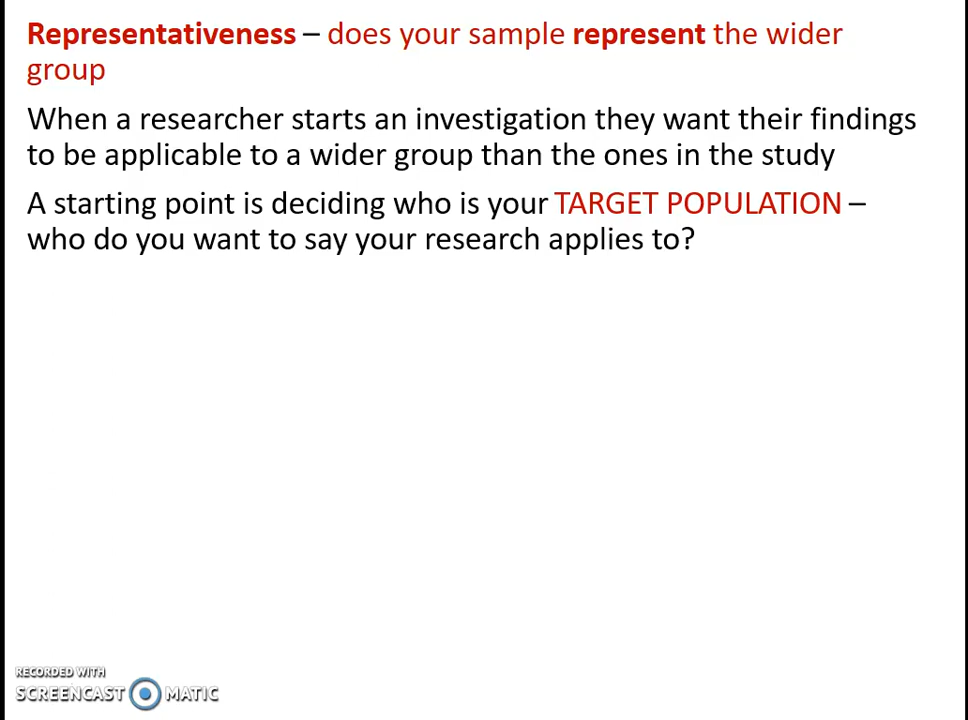 Representativeness – does your sample represent the wider
group
When a researcher starts an investigation they want their findings
to be applicable to a wider group than the ones in the study
A starting point is deciding who is your TARGET POPULATION –
who do you want to say your research applies to?
RECORDED WITH
SCREENCAST MATIC